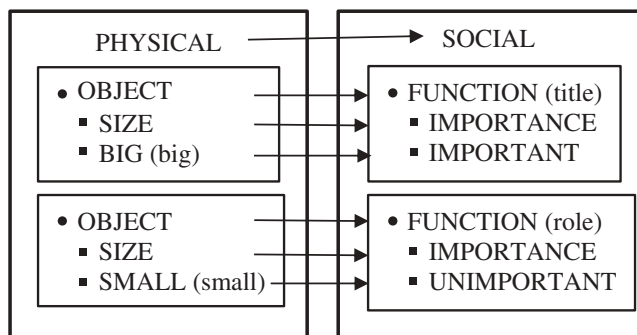 PHYSICAL
SOCIAL
• OBJECT
▪ SIZE
▪ BIG (big)
• FUNCTION (title)
▪ IMPORTANCE
▪ IMPORTANT
• OBJECT
▪ SIZE
▪ SMALL (small)
• FUNCTION (role)
▪ IMPORTANCE
▪ UNIMPORTANT